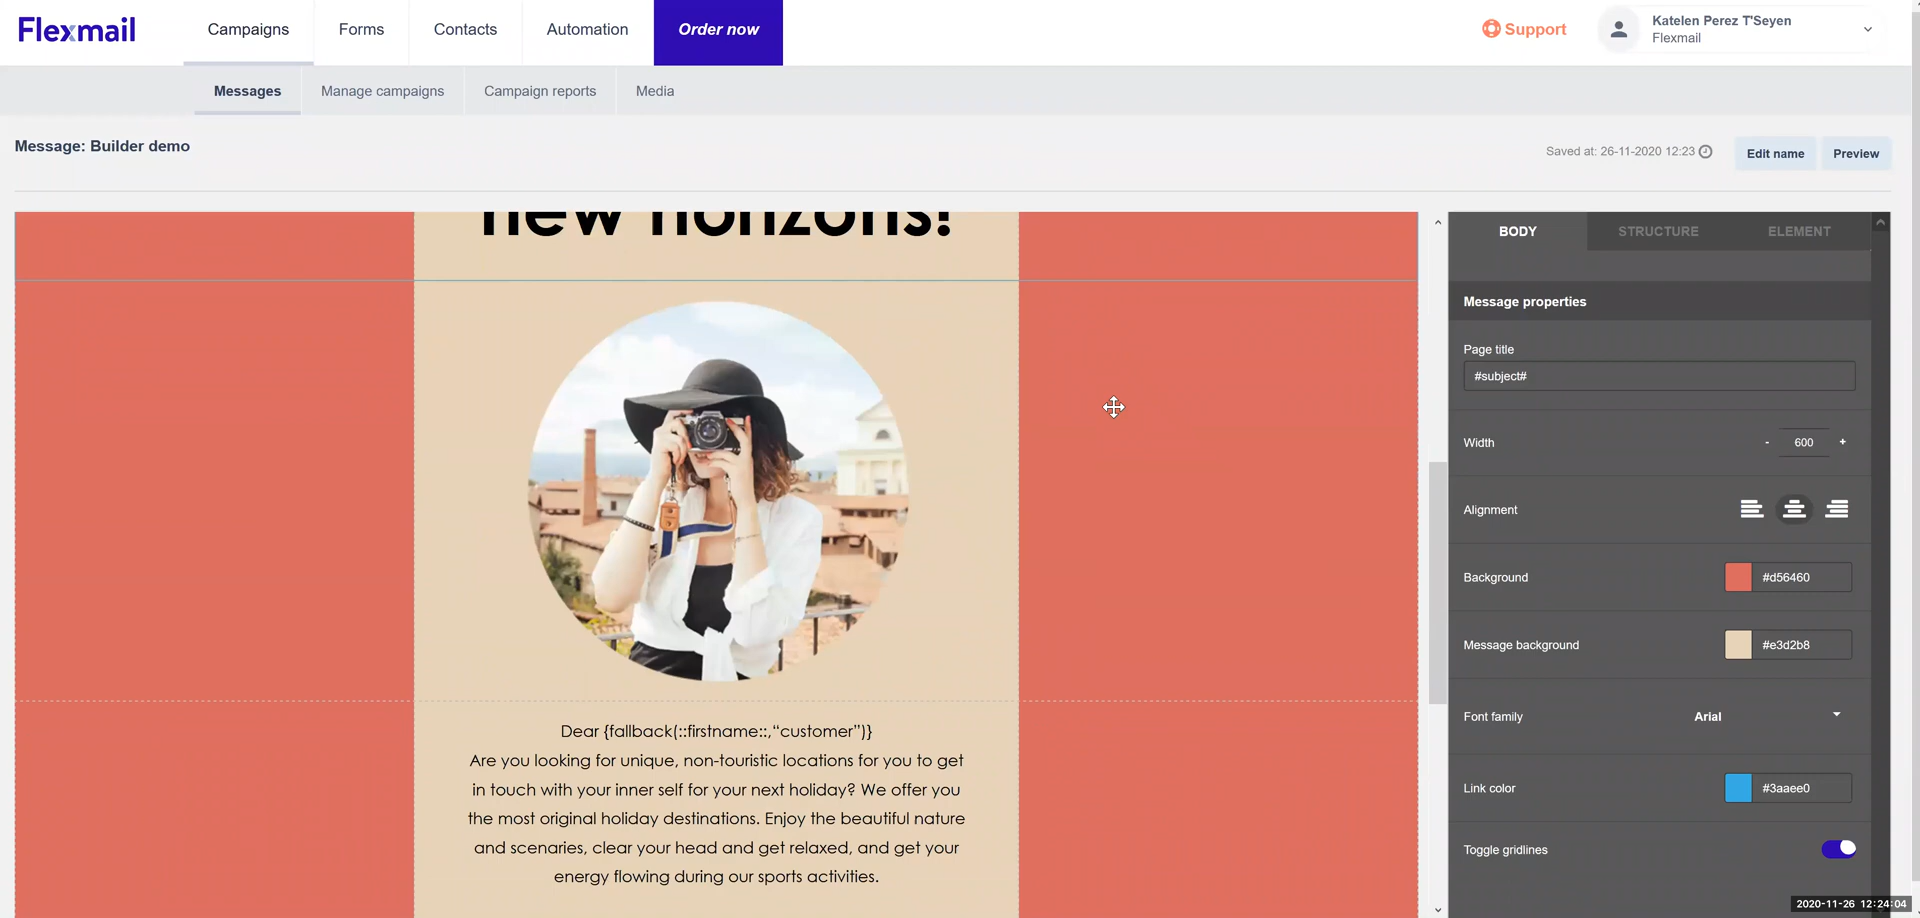 Flexmail
Campaigns
Forms
Contacts
Automation
Order now
Support
Katelen Perez T'Seyen
Flexmail
Messages
Manage campaigns
Campaign reports
Media
Message: Builder demo
Saved at: 26-11-2020 12:23
Edit name
Preview
new horizons!
BODY
STRUCTURE
ELEMENT
Message properties
Page title
#subject#
Width
- 600 +
Alignment
Background
#d56460
Message background
#e3d2b8
Font family
Arial
Link color
#3aaee0
Toggle gridlines
Dear {fallback(::firstname::,“customer”)}
Are you looking for unique, non-touristic locations for you to get
in touch with your inner self for your next holiday? We offer you
the most original holiday destinations. Enjoy the beautiful nature
and scenaries, clear your head and get relaxed, and get your
energy flowing during our sports activities.
2020-11-26 12:24:04